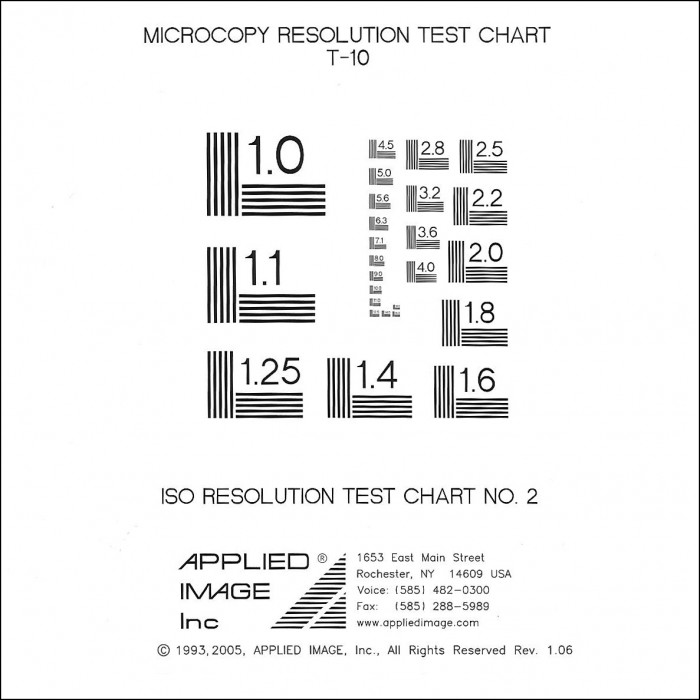 MICROCOPY RESOLUTION TEST CHART
T-10
1.0
4.5 2.8 2.5
5.0
5.6 3.2 2.2
6.3
7.1 3.6
1.1 8.0 4.0 2.0
9.0
1.8
1.25 1.4 1.6
ISO RESOLUTION TEST CHART NO. 2
APPLIED ®
IMAGE
Inc
1653 East Main Street
Rochester, NY 14609 USA
Voice: (585) 482-0300
Fax: (585) 288-5989
www.appliedimage.com
© 1993,2005, APPLIED IMAGE, Inc., All Rights Reserved Rev. 1.06